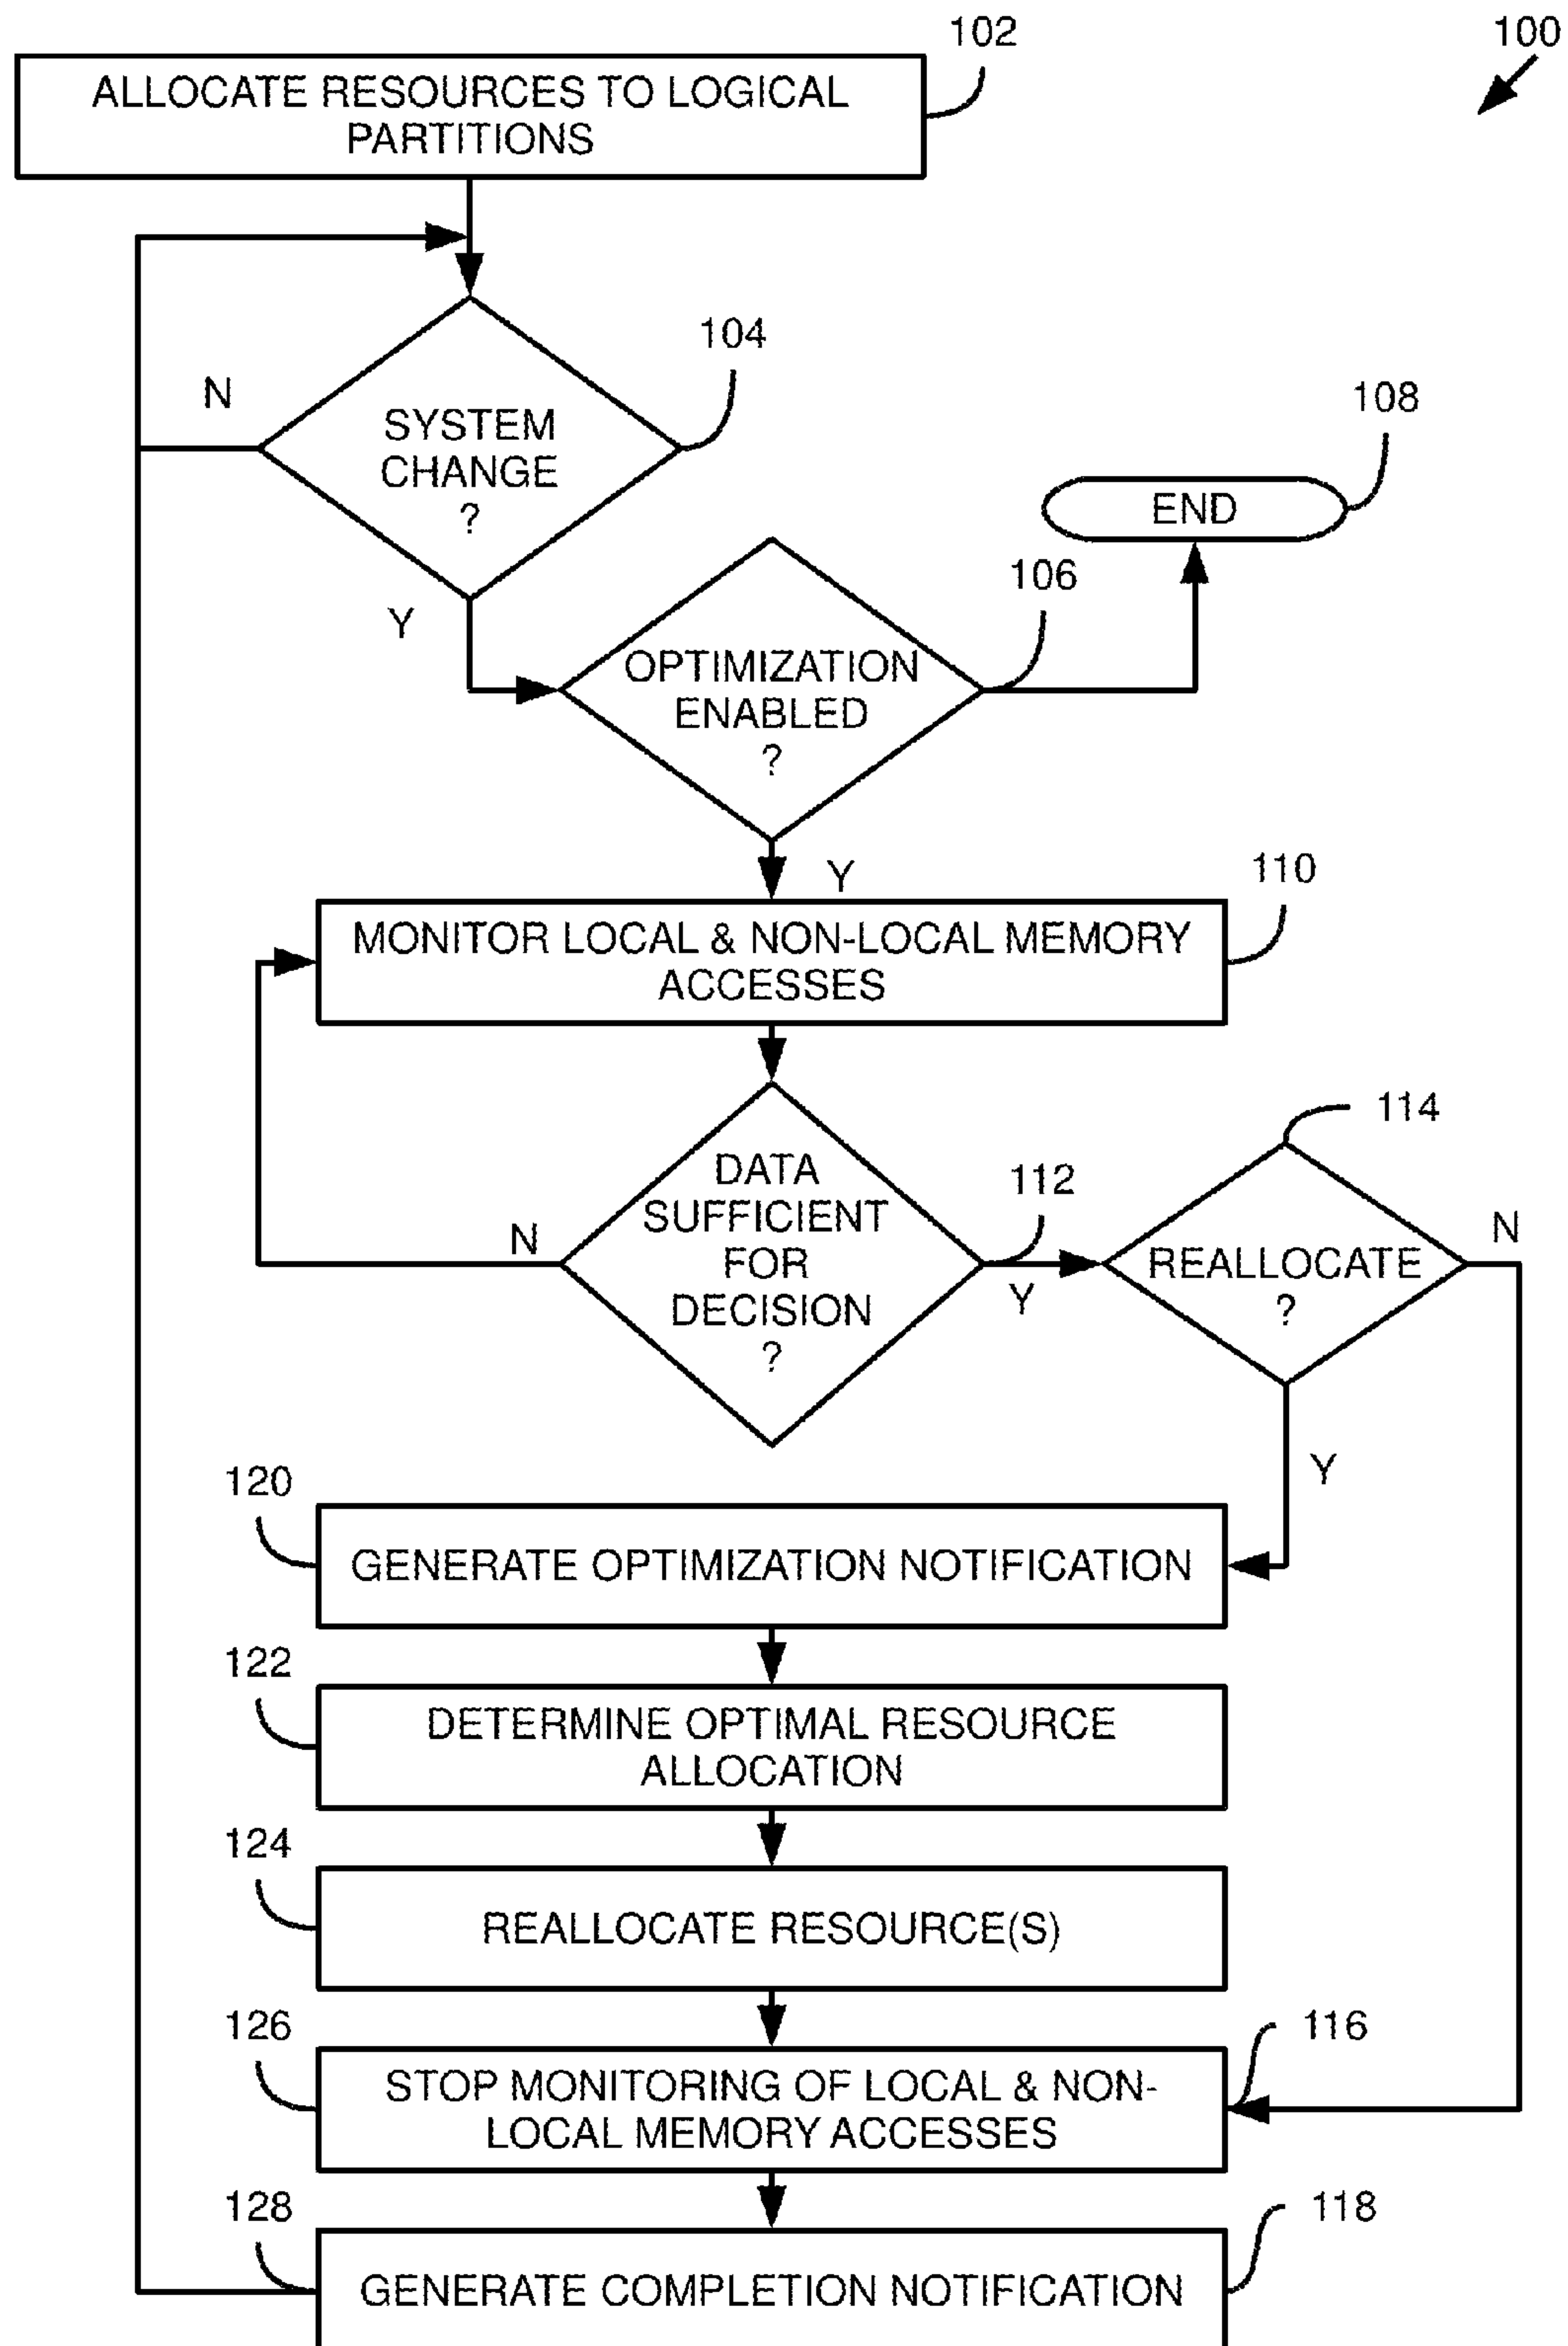 100
102
ALLOCATE RESOURCES TO LOGICAL
PARTITIONS
104
N
SYSTEM
CHANGE
?
Y
108
END
106
OPTIMIZATION
ENABLED
?
Y
110
MONITOR LOCAL & NON-LOCAL MEMORY
ACCESSES
112
DATA
SUFFICIENT
FOR
DECISION
?
N
Y
114
REALLOCATE
?
N
Y
120
GENERATE OPTIMIZATION NOTIFICATION
122
DETERMINE OPTIMAL RESOURCE
ALLOCATION
124
REALLOCATE RESOURCE(S)
126
116
STOP MONITORING OF LOCAL & NON-
LOCAL MEMORY ACCESSES
128
118
GENERATE COMPLETION NOTIFICATION